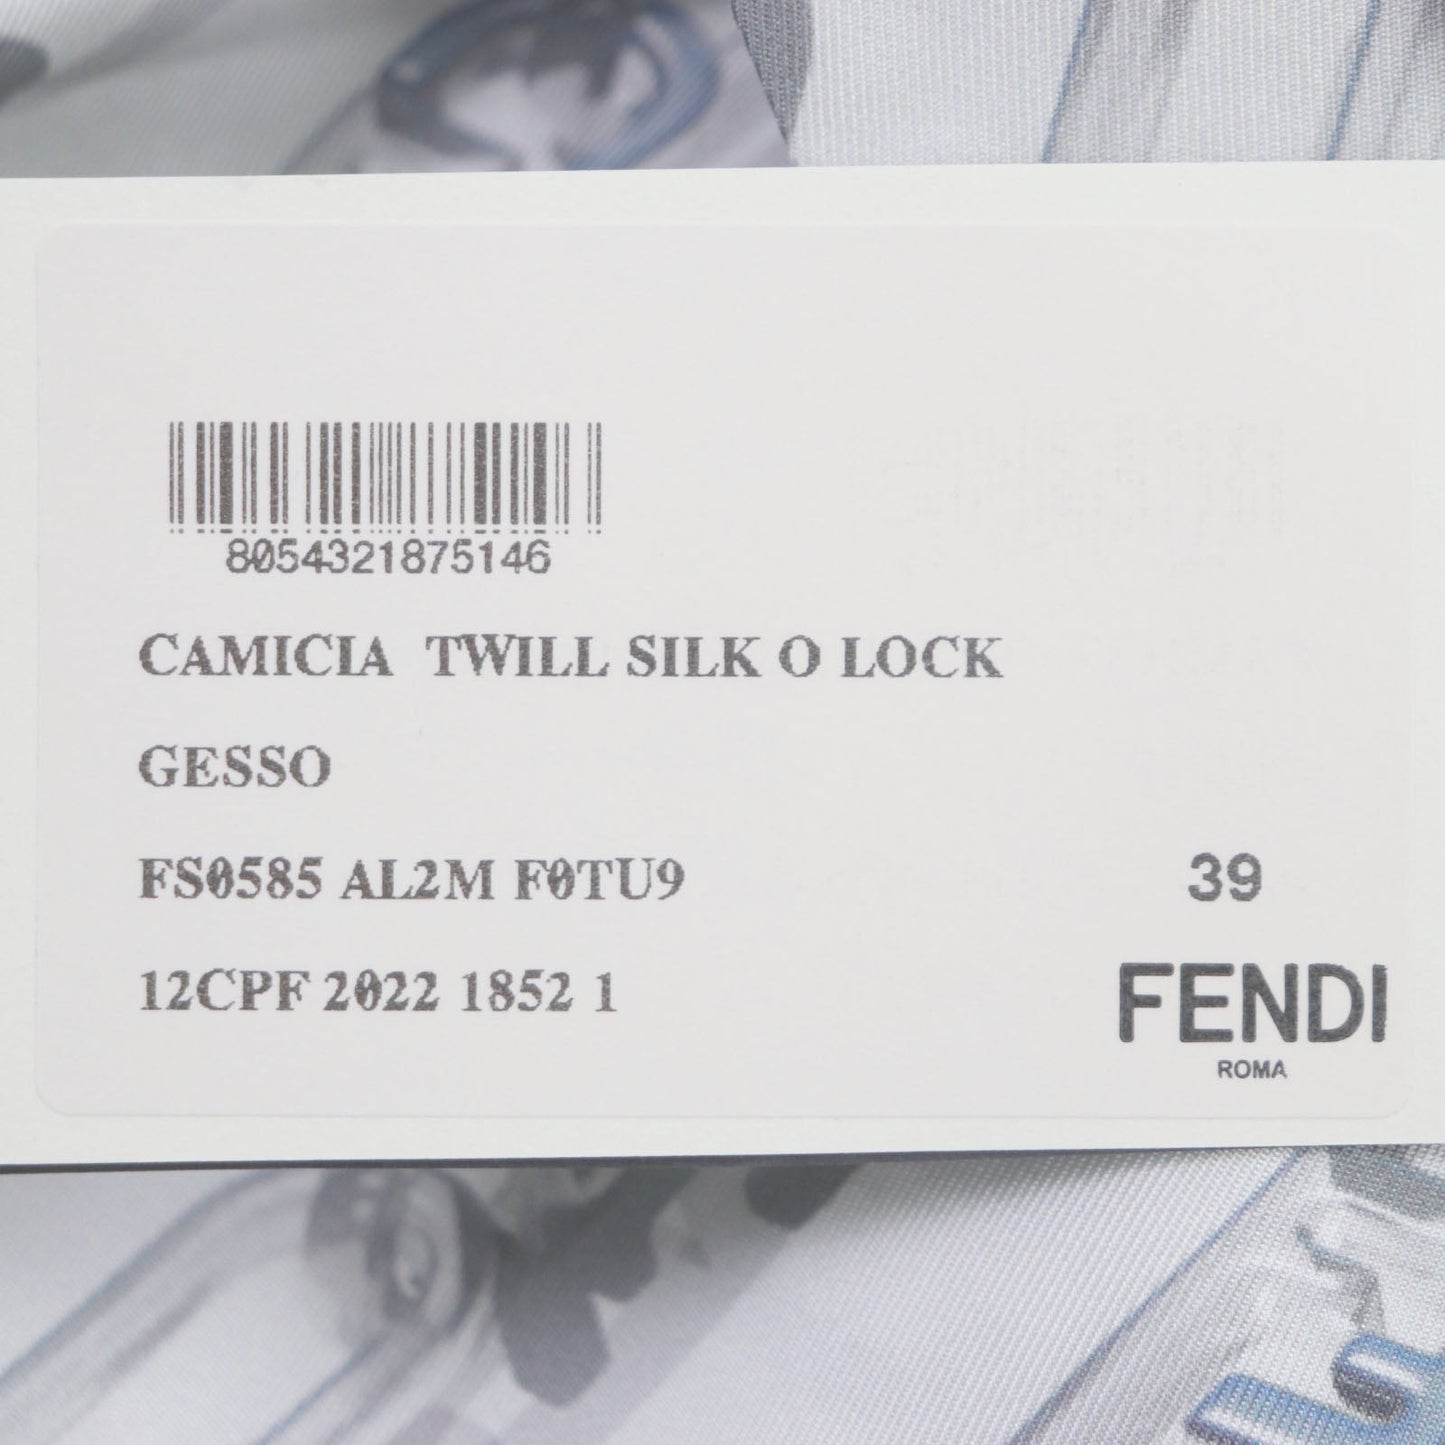 8054321875146
CAMICIA TWILL SILK O LOCK
GESSO
FS0585 AL2M F0TU9
39
12CPF 2022 1852 1
FENDI
ROMA